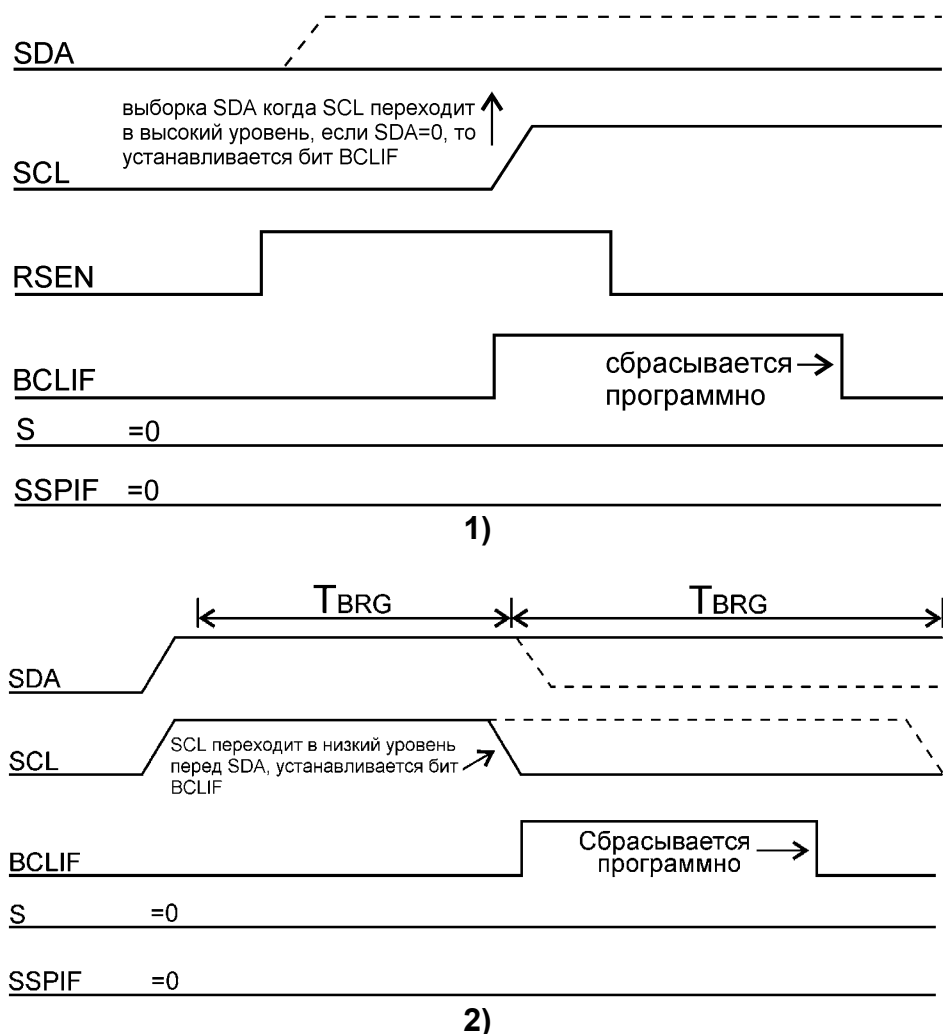 SDA
выборка SDA когда SCL переходит
в высокий уровень, если SDA=0, то
устанавливается бит BCLIF
SCL
RSEN
BCLIF
сбрасывается
программно
S =0
SSPIF =0
1)
TBRG TBRG
SDA
SCL
SCL переходит в низкий уровень
перед SDA, устанавливается бит
BCLIF
BCLIF
Сбрасывается
программно
S =0
SSPIF =0
2)